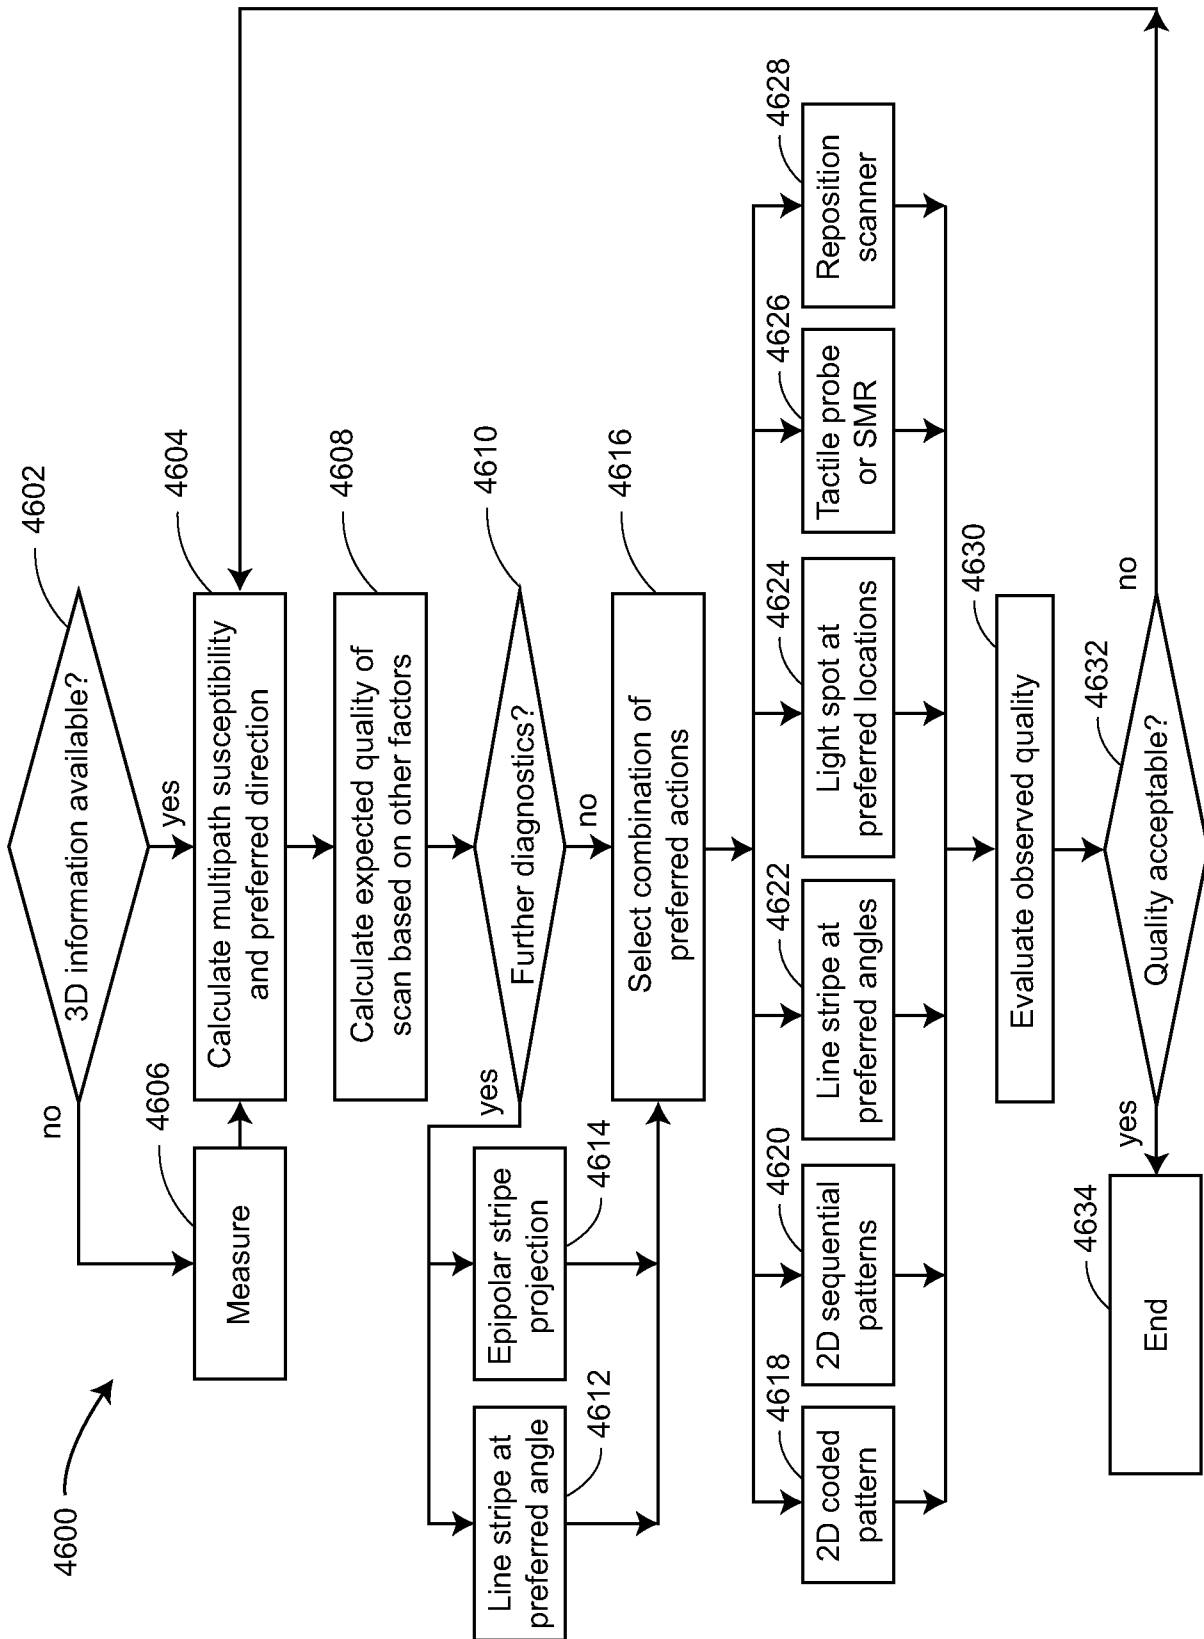 4600
3D information available?
4602
no
yes
Measure
4606
Calculate multipath susceptibility
and preferred direction
4604
Calculate expected quality of
scan based on other factors
4608
Further diagnostics?
4610
yes
no
Line stripe at
preferred angle
4612
Epipolar stripe
projection
4614
Select combination of
preferred actions
4616
2D coded
pattern
4618
2D sequential
patterns
4620
Line stripe at
preferred angles
4622
Light spot at
preferred locations
4624
Tactile probe
or SMR
4626
Reposition
scanner
4628
Evaluate observed quality
4630
Quality acceptable?
4632
yes
no
End
4634